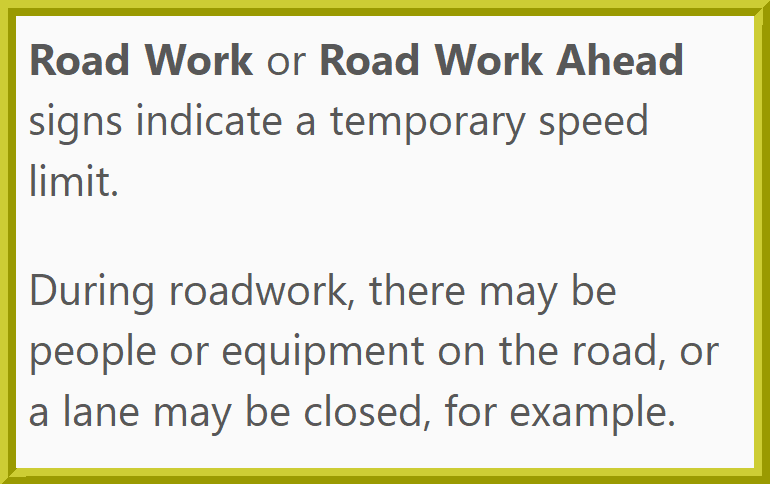 Road Work or Road Work Ahead
signs indicate a temporary speed
limit.
During roadwork, there may be
people or equipment on the road, or
a lane may be closed, for example.